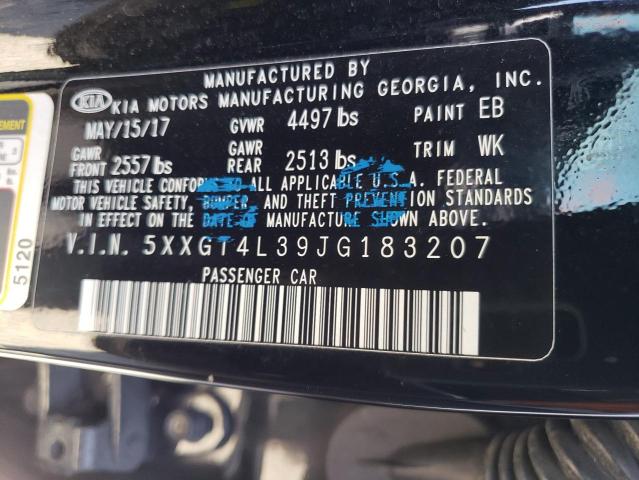 MANUFACTURED BY
KIA KIA MOTORS MANUFACTURING GEORGIA, INC.
MAY/15/17 GVWR 4497 lbs PAINT EB
GAWR FRONT 2557 lbs GAWR REAR 2513 lbs TRIM WK
THIS VEHICLE CONFORMS TO ALL APPLICABLE U.S.A. FEDERAL
MOTOR VEHICLE SAFETY, BUMPER, AND THEFT PREVENTION STANDARDS
IN EFFECT ON THE DATE OF MANUFACTURE SHOWN ABOVE.
V.I.N. 5XXGT4L39JG183207
PASSENGER CAR
5120